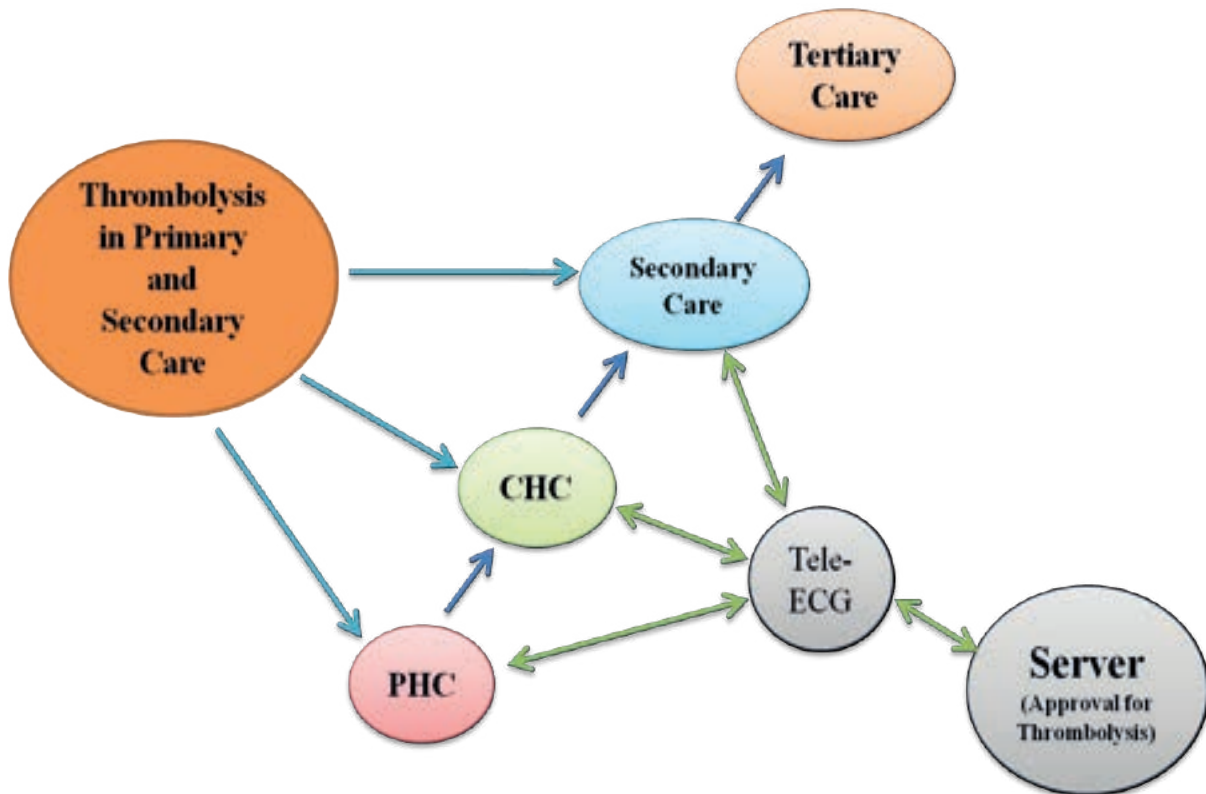 Tertiary
Care
Thrombolysis
in Primary
and
Secondary
Care
Secondary
Care
CHC
Tele-
ECG
PHC
Server
(Approval for
Thrombolysis)